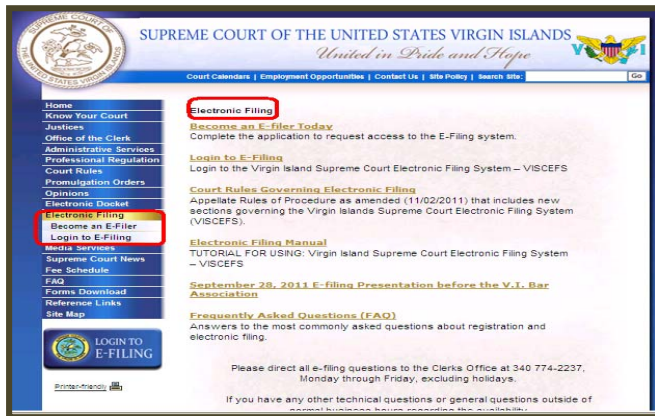 SUPREME COURT OF THE UNITED STATES VIRGIN ISLANDS
United in Pride and Hope
Court Calendars | Employment Opportunities | Contact Us | Site Policy | Search Site:
Go
Home
Know Your Court
Justices
Office of the Clerk
Administrative Services
Professional Regulation
Court Rules
Promulgation Orders
Opinions
Electronic Docket
Electronic Filing
Become an E-Filer
Login to E-Filing
Media Services
Supreme Court News
Fee Schedule
FAQ
Forms Download
Reference Links
Site Map
LOGIN TO
E-FILING
Printer-friendly
Electronic Filing
Become an E-filer Today
Complete the application to request access to the E-Filing system.
Login to E-Filing
Login to the Virgin Island Supreme Court Electronic Filing System – VISCEFS
Court Rules Governing Electronic Filing
Appellate Rules of Procedure as amended (11/02/2011) that includes new
sections governing the Virgin Islands Supreme Court Electronic Filing System
(VISCEFS).
Electronic Filing Manual
TUTORIAL FOR USING: Virgin Island Supreme Court Electronic Filing System
– VISCEFS
September 28, 2011 E-filing Presentation before the V.I. Bar
Association
Frequently Asked Questions (FAQ)
Answers to the most commonly asked questions about registration and
electronic filing.
Please direct all e-filing questions to the Clerks Office at 340 774-2237,
Monday through Friday, excluding holidays.
If you have any other technical questions or general questions outside of
normal business hours regarding the availability